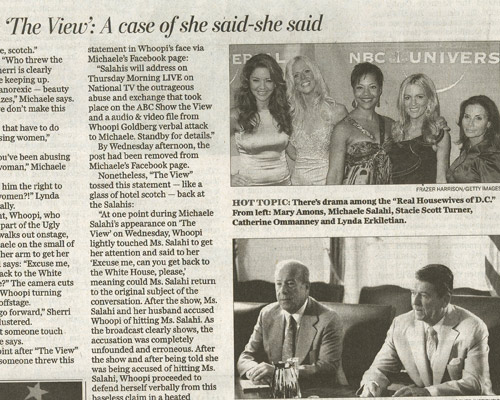 'The View': A case of she said-she said
e, scotch."
"Who threw the
herri is clearly
e keeping up.
anorexic — beauty
izes," Michaele says.
ve don't make this
that have to do
sing women,"
ou've been abusing
woman," Michaele
him the right to
vomen?!" Lynda
ally.
t, Whoopi, who
part of the Ugly
walks out onstage,
aele on the small of
her arm to get her
says: "Excuse me,
ack to the White
e?" The camera cuts
Whoopi turning
offstage.
go forward," Sherri
lustered.
t someone touch
e says.
oint after "The View"
someone threw this
statement in Whoopi's face via
Michaele's Facebook page:
"Salahis will address on
Thursday Morning LIVE on
National TV the outrageous
abuse and exchange that took
place on the ABC Show the View
and a audio & video file from
Whoopi Goldberg verbal attack
to Michaele. Standby for details."
By Wednesday afternoon, the
post had been removed from
Michaele's Facebook page.
Nonetheless, "The View"
tossed this statement — like a
glass of hotel scotch — back at
the Salahis:
"At one point during Michaele
Salahi's appearance on 'The
View' on Wednesday, Whoopi
lightly touched Ms. Salahi to get
her attention and said to her
'Excuse me, can you get back to
the White House, please,'
meaning could Ms. Salahi return
to the original subject of the
conversation. After the show, Ms.
Salahi and her husband accused
Whoopi of hitting Ms. Salahi. As
the broadcast clearly shows, the
accusation was completely
unfounded and erroneous. After
the show and after being told she
was being accused of hitting Ms.
Salahi, Whoopi proceeded to
defend herself verbally from this
baseless claim in a heated
NBC UNIVERS
FRAZER HARRISON/GETTY IMAGES
HOT TOPIC: There's drama among the "Real Housewives of D.C."
From left: Mary Amons, Michaele Salahi, Stacie Scott Turner,
Catherine Ommanney and Lynda Erkiletian.